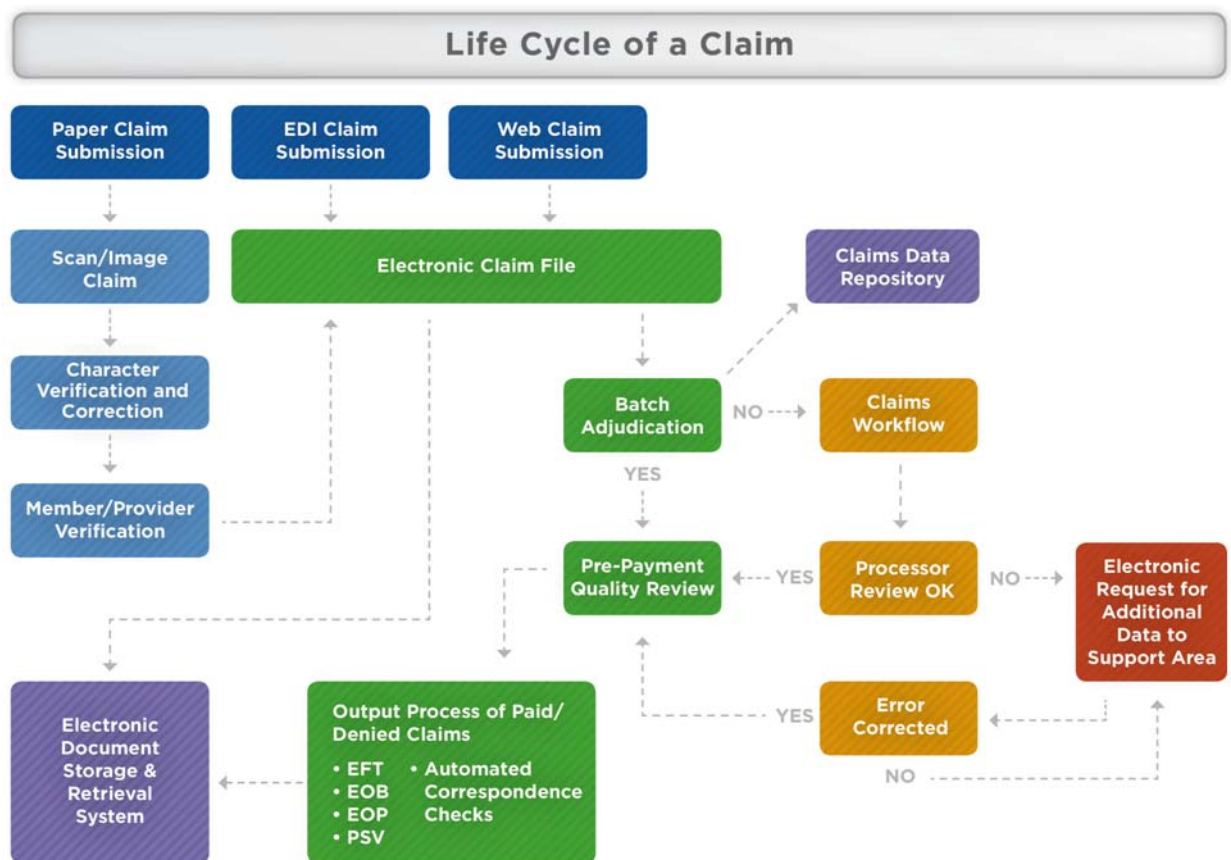 Life Cycle of a Claim
Paper Claim
Submission
EDI Claim
Submission
Web Claim
Submission
Scan/Image
Claim
Electronic Claim File
Claims Data
Repository
Character
Verification and
Correction
Batch
Adjudication
NO
Claims
Workflow
YES
Member/Provider
Verification
Pre-Payment
Quality Review
YES
Processor
Review OK
NO
Electronic
Request for
Additional
Data to
Support Area
Electronic
Document
Storage &
Retrieval
System
Output Process of Paid/
Denied Claims
• EFT
• EOB
• EOP
• PSV
• Automated
Correspondence
Checks
YES
Error
Corrected
NO